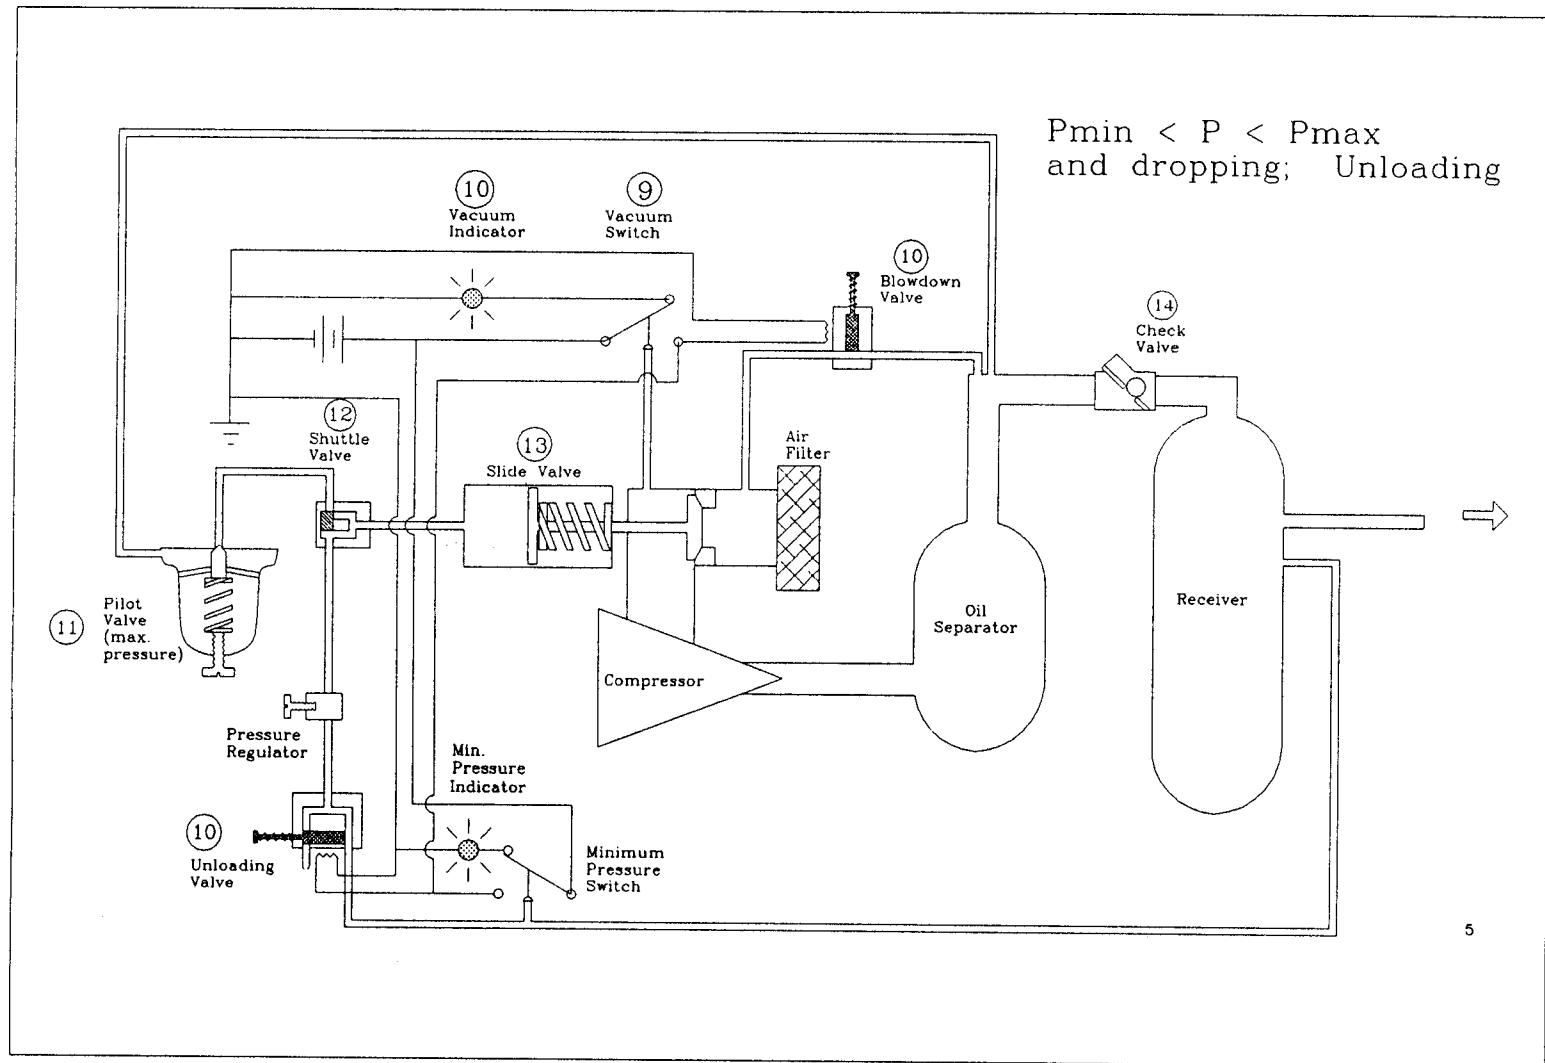 Pmin < P < Pmax
and dropping; Unloading
10
Vacuum
Indicator
9
Vacuum
Switch
10
Blowdown
Valve
14
Check
Valve
12
Shuttle
Valve
13
Slide Valve
Air
Filter
11
Pilot
Valve
(max.
pressure)
Oil
Separator
Receiver
Compressor
Pressure
Regulator
Min.
Pressure
Indicator
10
Unloading
Valve
Minimum
Pressure
Switch
5